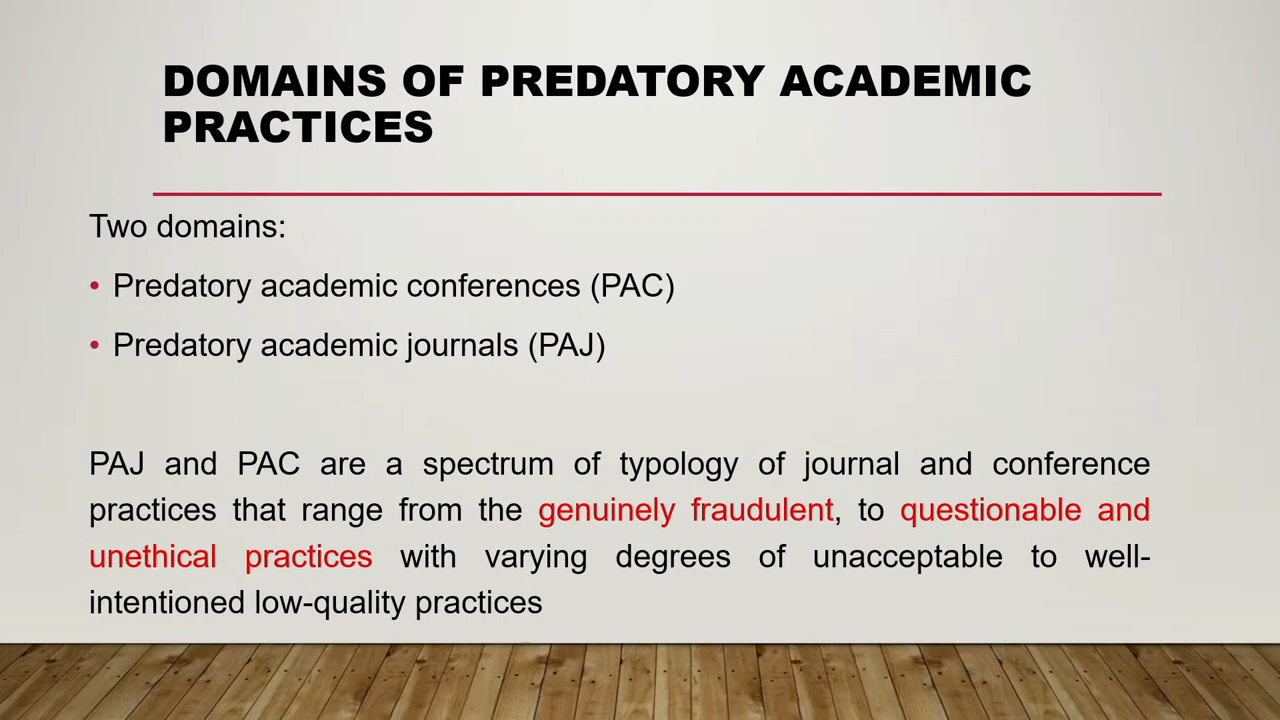 DOMAINS OF PREDATORY ACADEMIC
PRACTICES
Two domains:
• Predatory academic conferences (PAC)
• Predatory academic journals (PAJ)
PAJ and PAC are a spectrum of typology of journal and conference
practices that range from the genuinely fraudulent, to questionable and
unethical practices with varying degrees of unacceptable to well-
intentioned low-quality practices